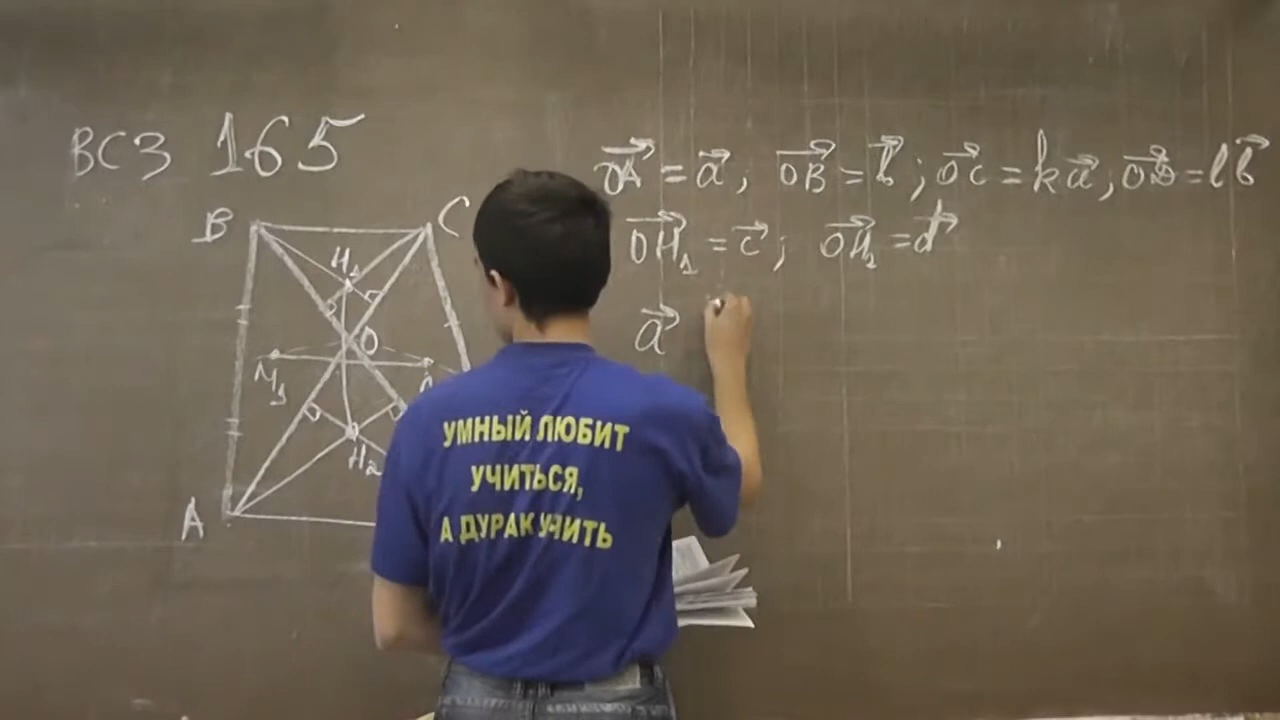 ВСЗ 165
B
C
H₁
O
M₁
H₂
A
OA⃗ = a⃗; OB⃗ = b⃗; OC⃗ = ka⃗; OD⃗ = lb⃗
OH₁⃗ = c⃗; OH₂⃗ = d⃗
a⃗
УМНЫЙ ЛЮБИТ
УЧИТЬСЯ,
А ДУРАК УЧИТЬ